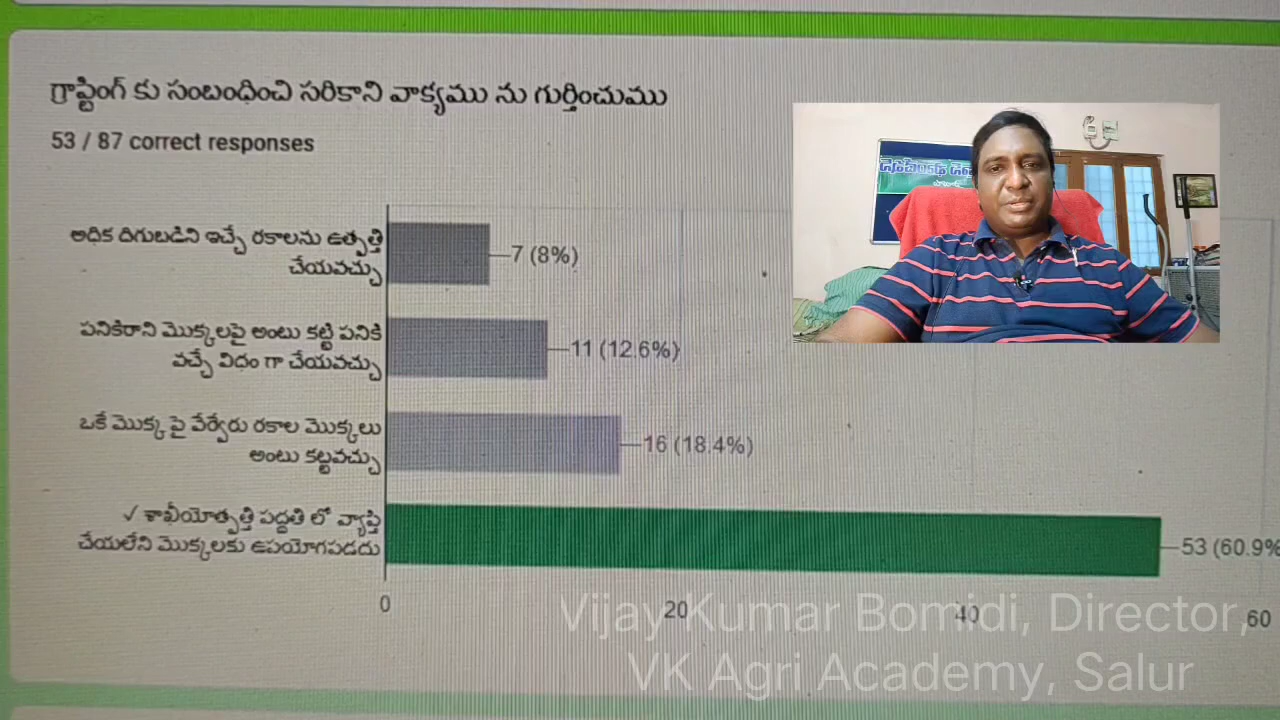 గ్రాఫ్టింగ్ కు సంబంధించి సరికాని వాక్యము ను గుర్తించుము
53 / 87 correct responses
అధిక దిగుబడిని ఇచ్చే రకాలను ఉత్పత్తి
చేయవచ్చు
7 (8%)
పనికిరాని మొక్కలపై అంటు కట్టి పనికి
వచ్చే విదం గా చేయవచ్చు
11 (12.6%)
ఒకే మొక్క పై వేర్వేరు రకాల మొక్కలు
అంటు కట్టవచ్చు
16 (18.4%)
✓ శాఖీయోత్పత్తి పద్దతి లో వ్యాప్తి
చేయలేని మొక్కలకు ఉపయోగపడదు
53 (60.9%
0 20 40 60
Vijay Kumar Bomidi, Director,
VK Agri Academy, Salur